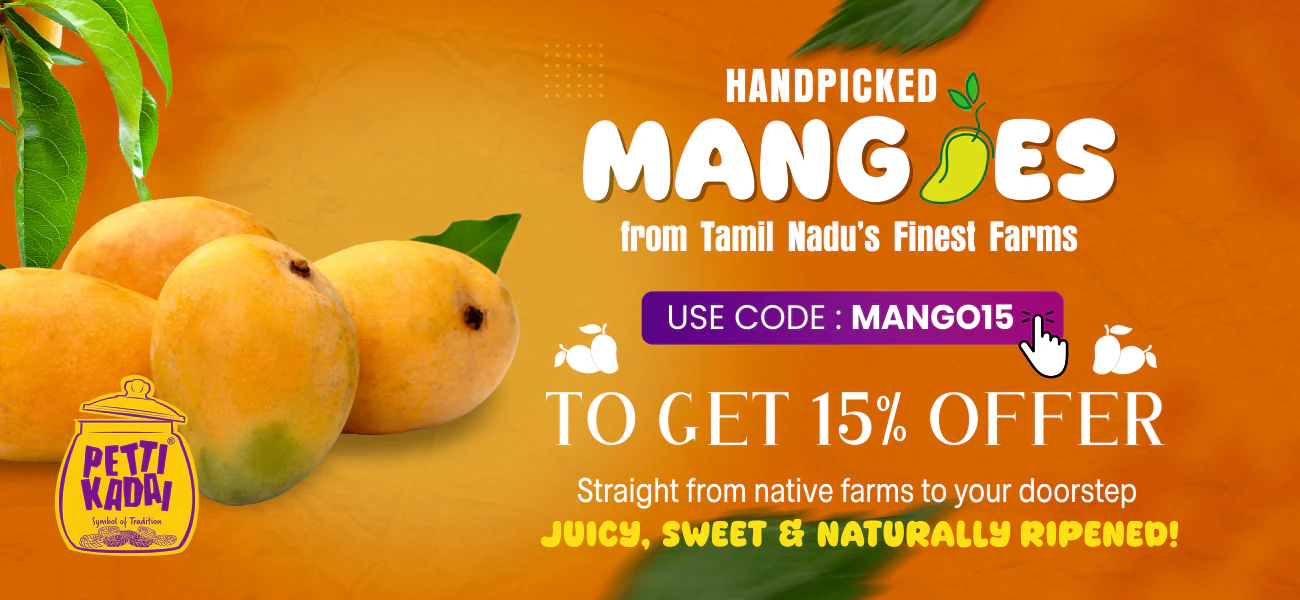 HANDPICKED
MANGOES
from Tamil Nadu's Finest Farms
USE CODE : MANGO15
TO GET 15% OFFER
Straight from native farms to your doorstep
JUICY, SWEET & NATURALLY RIPENED!
PETTI
KADAI ®
Symbol of Tradition